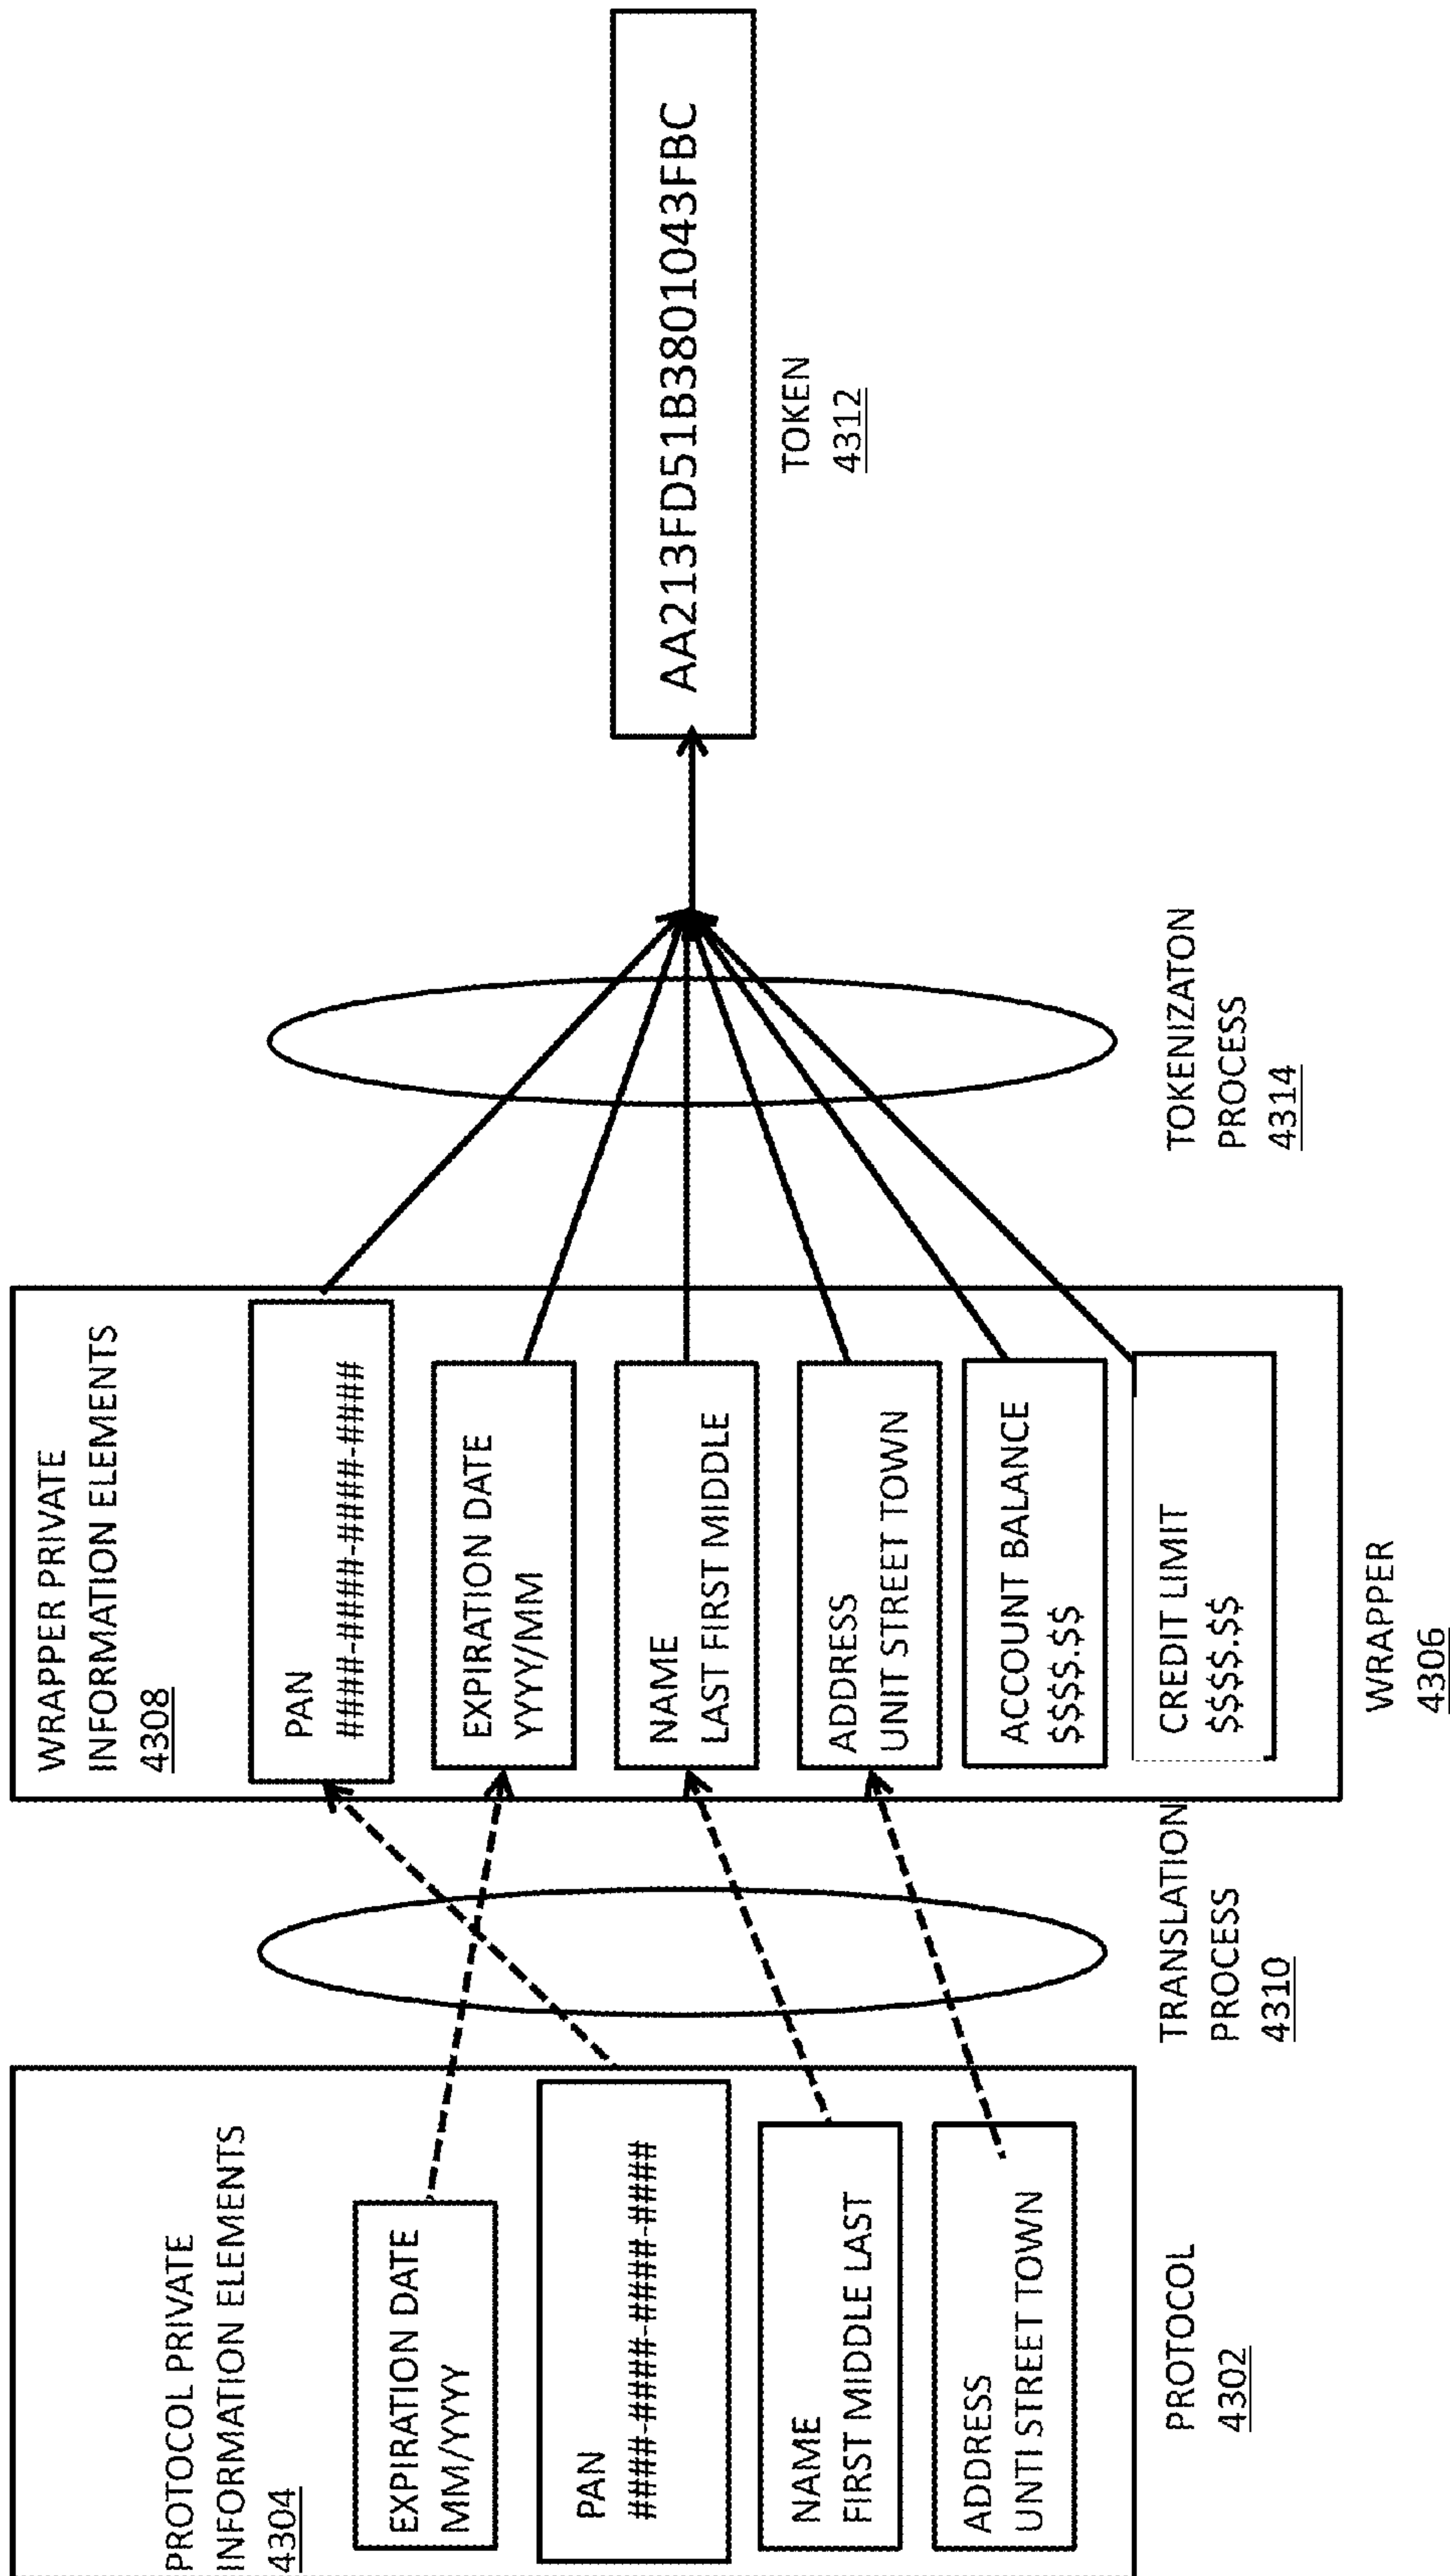 PROTOCOL PRIVATE
INFORMATION ELEMENTS
4304
EXPIRATION DATE
MM/YYYY
PAN
####-####-####-####
NAME
FIRST MIDDLE LAST
ADDRESS
UNTI STREET TOWN
PROTOCOL
4302
TRANSLATION
PROCESS
4310
WRAPPER PRIVATE
INFORMATION ELEMENTS
4308
PAN
####-####-####-####
EXPIRATION DATE
YYYY/MM
NAME
LAST FIRST MIDDLE
ADDRESS
UNIT STREET TOWN
ACCOUNT BALANCE
$$$$.$$
CREDIT LIMIT
$$$$.$$
WRAPPER
4306
TOKENIZATON
PROCESS
4314
AA213FD51B3801043FBC
TOKEN
4312